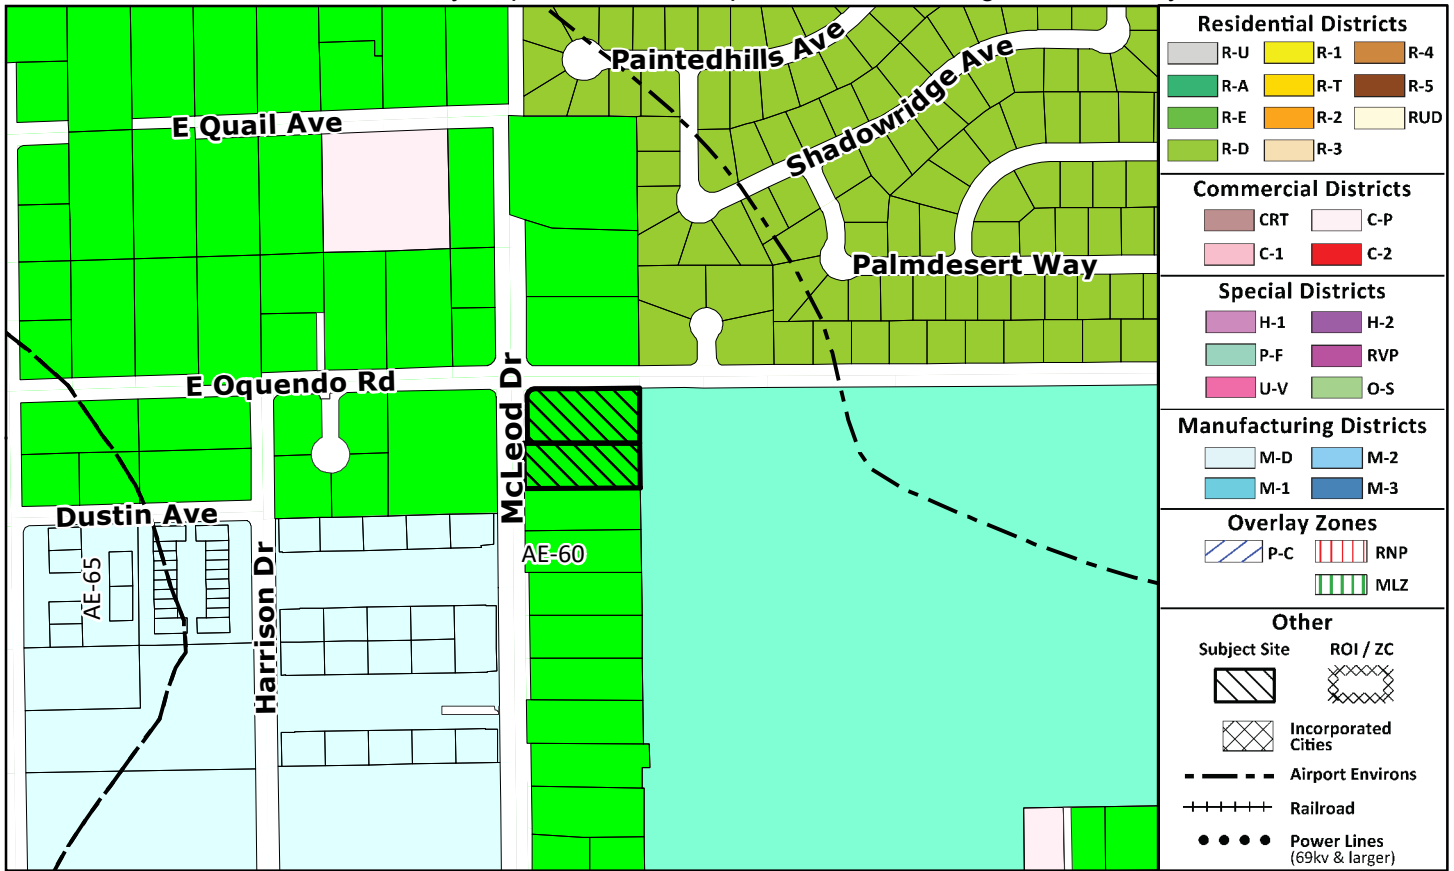 Paintedhills Ave
Shadowridge Ave
E Quail Ave
Palmdesert Way
E Oquendo Rd
McLeod Dr
Dustin Ave
AE-60
AE-65
Harrison Dr
Residential Districts
R-U R-1 R-4
R-A R-T R-5
R-E R-2 RUD
R-D R-3
Commercial Districts
CRT C-P
C-1 C-2
Special Districts
H-1 H-2
P-F RVP
U-V O-S
Manufacturing Districts
M-D M-2
M-1 M-3
Overlay Zones
P-C RNP
MLZ
Other
Subject Site ROI / ZC
Incorporated
Cities
Airport Environs
Railroad
Power Lines
(69kv & larger)